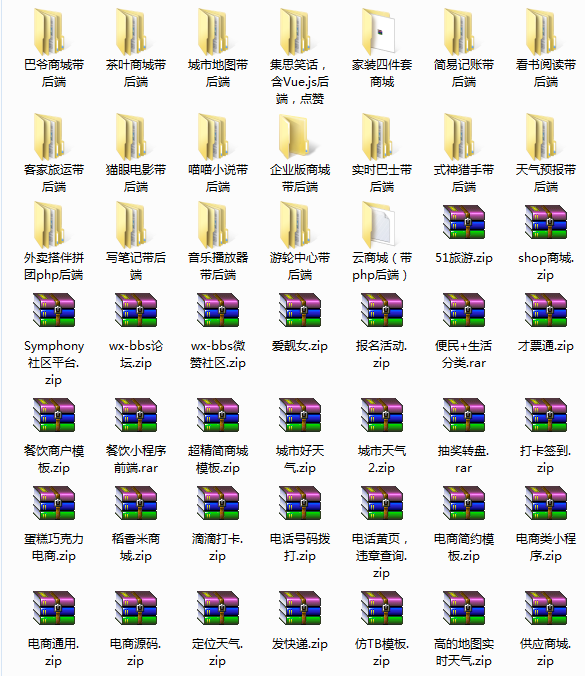 巴爷商城带后端
茶叶商城带后端
城市地图带后端
集思笑话，含Vue.js后端，点赞
家装四件套商城
简易记账带后端
看书阅读带后端
客家旅运带后端
猫眼电影带后端
喵喵小说带后端
企业版商城带后端
实时巴士带后端
式神猎手带后端
天气预报带后端
外卖搭伴拼团php后端
写笔记带后端
音乐播放器带后端
游轮中心带后端
云商城（带php后端）
51旅游.zip
shop商城.zip
Symphony社区平台.zip
wx-bbs论坛.zip
wx-bbs微赞社区.zip
爱靓女.zip
报名活动.zip
便民+生活分类.rar
才票通.zip
餐饮商户模板.zip
餐饮小程序前端.rar
超精简商城模板.zip
城市好天气.zip
城市天气2.zip
抽奖转盘.rar
打卡签到.zip
蛋糕巧克力电商.zip
稻香米商城.zip
滴滴打卡.zip
电话号码拨打.zip
电话黄页，违章查询.zip
电商简约模板.zip
电商类小程序.zip
电商通用.zip
电商源码.zip
定位天气.zip
发快递.zip
仿TB模板.zip
高的地图实时天气.zip
供应商城.zip